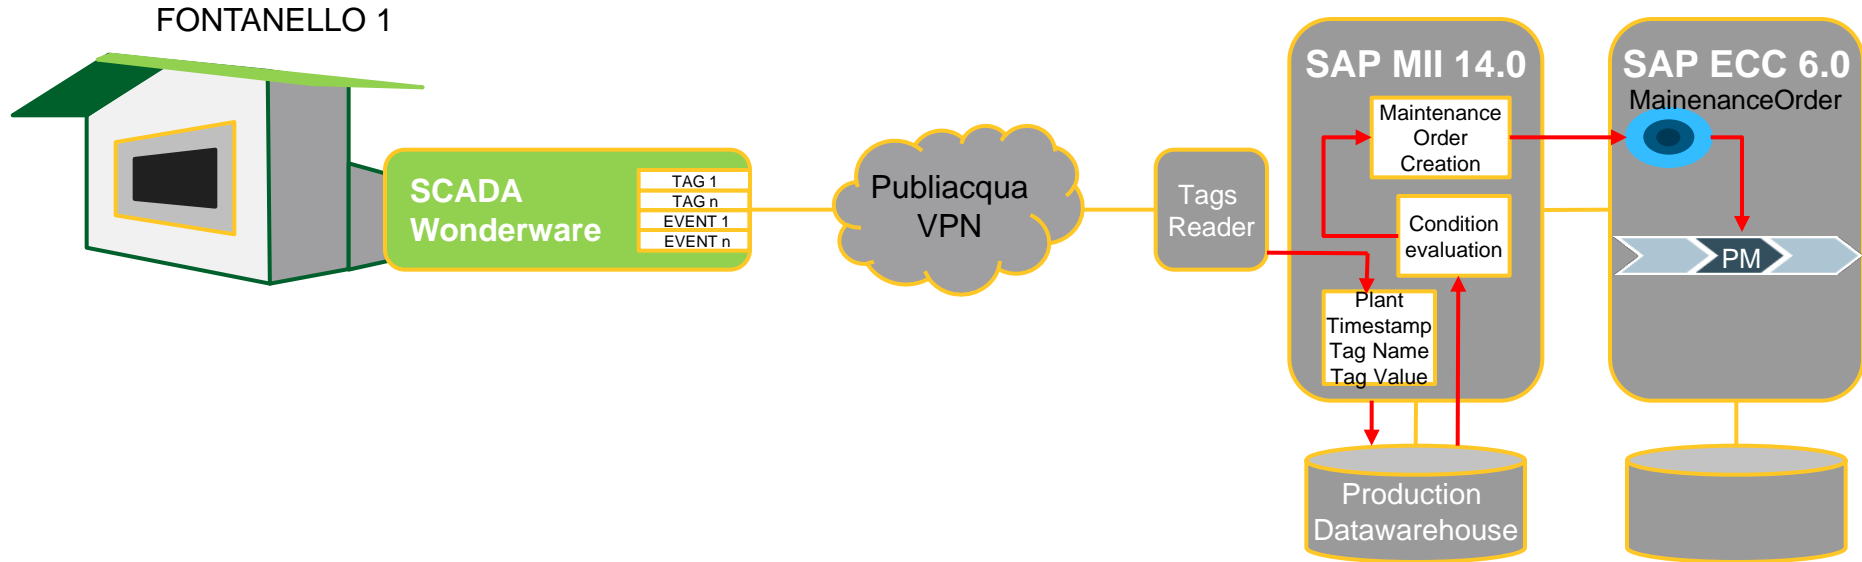 FONTANELLO 1
SCADA
Wonderware
TAG 1
TAG n
EVENT 1
EVENT n
Publiacqua
VPN
Tags
Reader
SAP MII 14.0
Maintenance
Order
Creation
Condition
evaluation
Plant
Timestamp
Tag Name
Tag Value
Production
Datawarehouse
SAP ECC 6.0
MainenanceOrder
PM